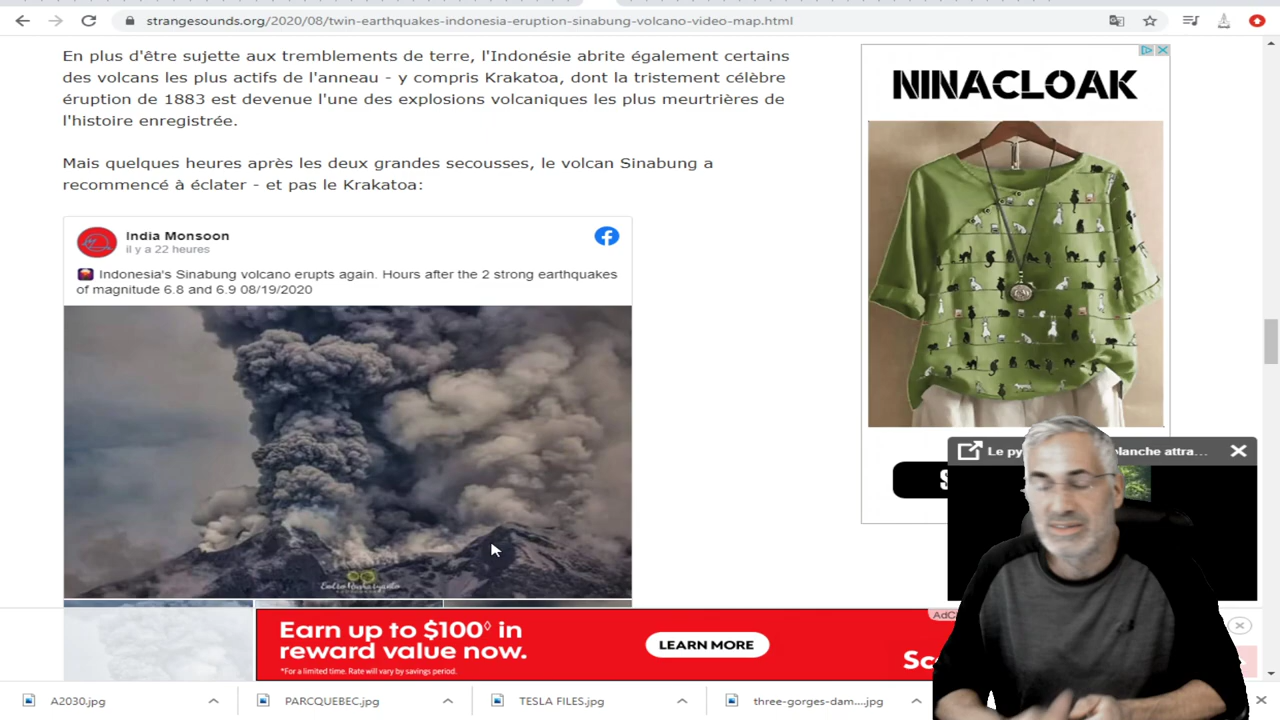 strangesounds.org/2020/08/twin-earthquakes-indonesia-eruption-sinabung-volcano-video-map.html
En plus d'être sujette aux tremblements de terre, l'Indonésie abrite également certains
des volcans les plus actifs de l'anneau - y compris Krakatoa, dont la tristement célèbre
éruption de 1883 est devenue l'une des explosions volcaniques les plus meurtrières de
l'histoire enregistrée.
Mais quelques heures après les deux grandes secousses, le volcan Sinabung a
recommencé à éclater - et pas le Krakatoa:
India Monsoon
il y a 22 heures
Indonesia's Sinabung volcano erupts again. Hours after the 2 strong earthquakes
of magnitude 6.8 and 6.9 08/19/2020
NINACLOAK
Le
attra...
Earn up to $100◊ in
reward value now.
*For a limited time. Rate will vary by savings period.
LEARN MORE
A2030.jpg
PARCQUEBEC.jpg
TESLA FILES.jpg
three-gorges-dam....jpg